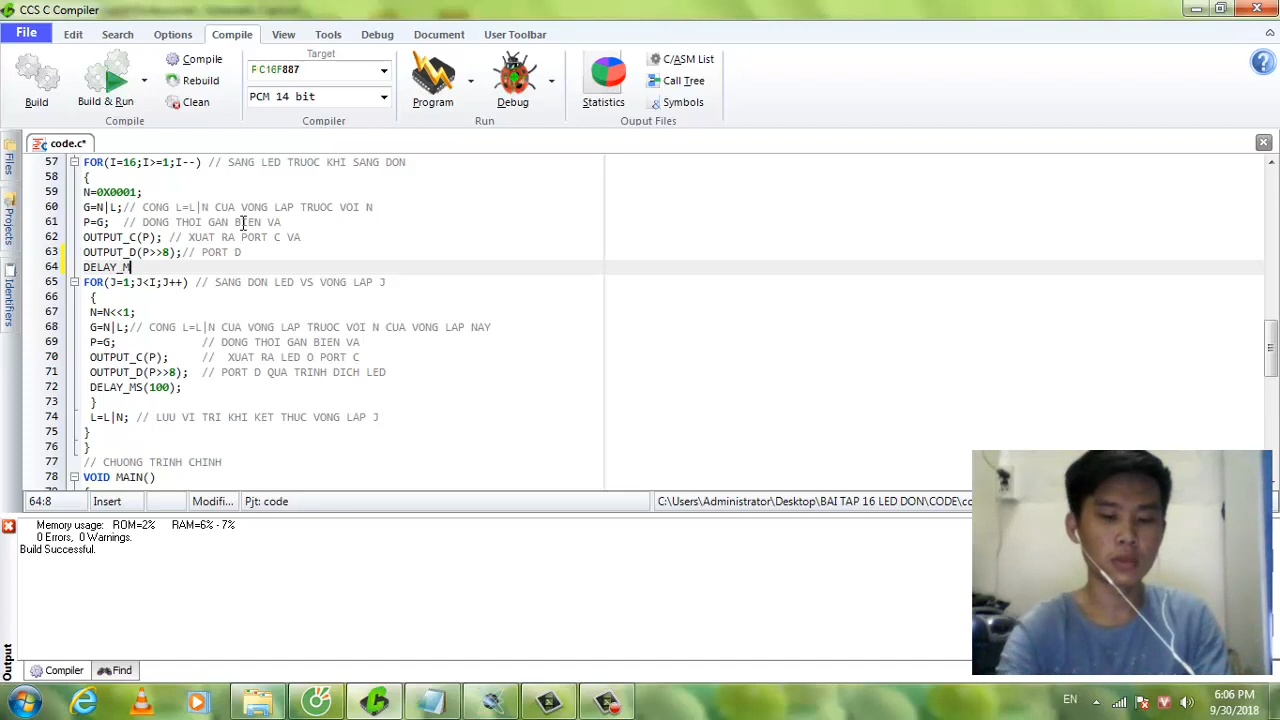 CCS C Compiler
File Edit Search Options Compile View Tools Debug Document User Toolbar
Build
Build & Run
Compile
Rebuild
Clean
Compile
Target
PIC16F887
PCM 14 bit
Compiler
Program
Debug
Run
Statistics
C/ASM List
Call Tree
Symbols
Ouput Files
Files
Projects
Identifiers
code.c*
57 FOR(I=16;I>=1;I--) // SANG LED TRUOC KHI SANG DON
58 {
59 N=0X0001;
60 G=N|L;// CONG L=L|N CUA VONG LAP TRUOC VOI N
61 P=G; // DONG THOI GAN BIEN VA
62 OUTPUT_C(P); // XUAT RA PORT C VA
63 OUTPUT_D(P>>8);// PORT D
64 DELAY_M
65 FOR(J=1;J<I;J++) // SANG DON LED VS VONG LAP J
66 {
67 N=N<<1;
68 G=N|L;// CONG L=L|N CUA VONG LAP TRUOC VOI N CUA VONG LAP NAY
69 P=G; // DONG THOI GAN BIEN VA
70 OUTPUT_C(P); // XUAT RA LED O PORT C
71 OUTPUT_D(P>>8); // PORT D QUA TRINH DICH LED
72 DELAY_MS(100);
73 }
74 L=L|N; // LUU VI TRI KHI KET THUC VONG LAP J
75 }
76 }
77 // CHUONG TRINH CHINH
78 VOID MAIN()
64:8 Insert Modifi... Pjt: code C:\Users\Administrator\Desktop\BAI TAP 16 LED DON\CODE\co
Memory usage: ROM=2% RAM=6% - 7%
0 Errors, 0 Warnings.
Build Successful.
Output
Compiler Find
EN
6:06 PM
9/30/2018